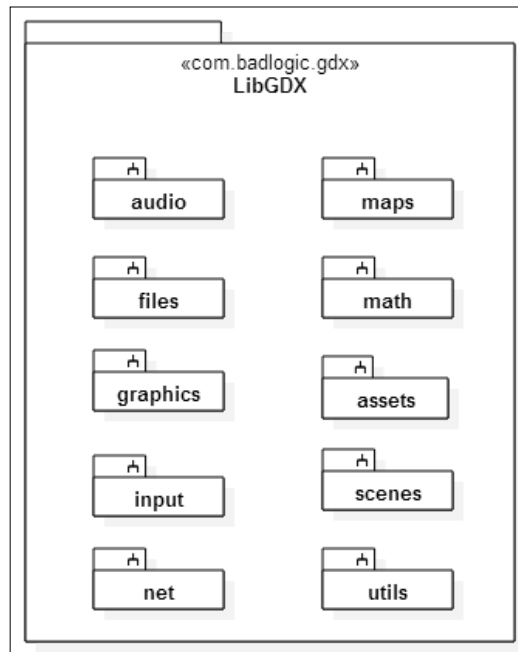 «com.badlogic.gdx»
LibGDX
audio
maps
files
math
graphics
assets
input
scenes
net
utils